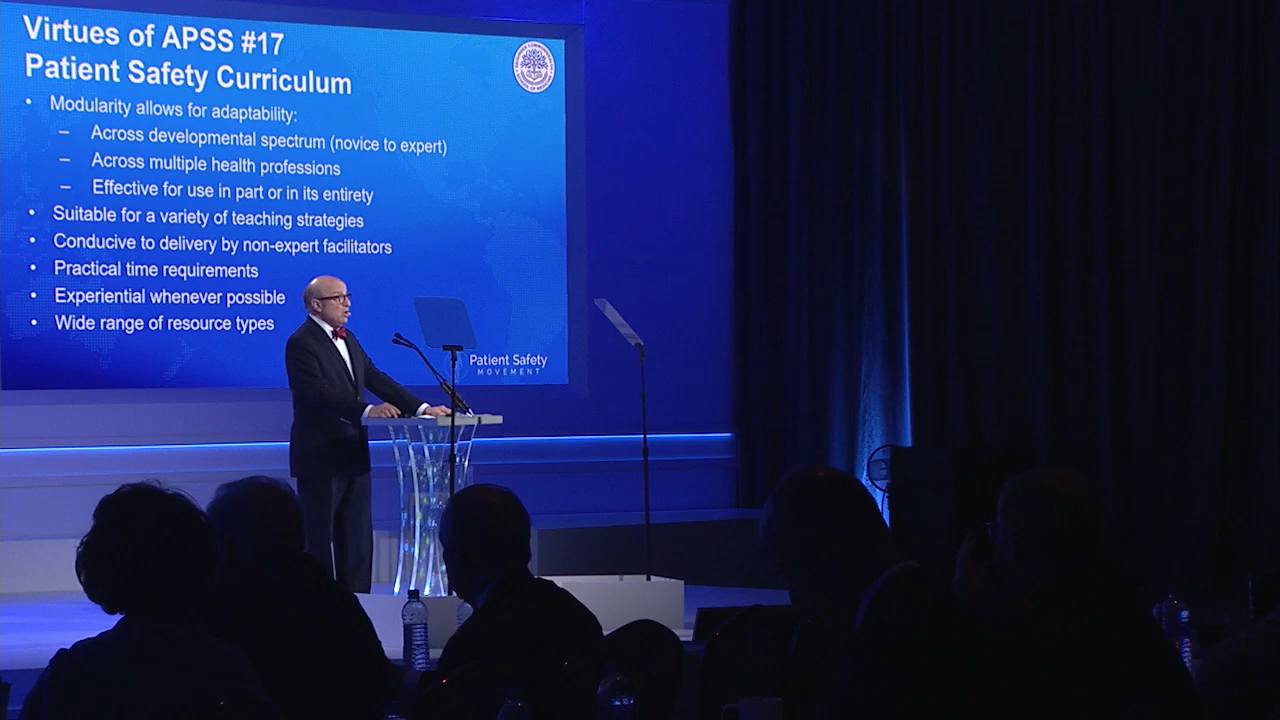 Virtues of APSS #17
Patient Safety Curriculum
• Modularity allows for adaptability:
– Across developmental spectrum (novice to expert)
– Across multiple health professions
– Effective for use in part or in its entirety
• Suitable for a variety of teaching strategies
• Conducive to delivery by non-expert facilitators
• Practical time requirements
• Experiential whenever possible
• Wide range of resource types
Patient Safety
MOVEMENT